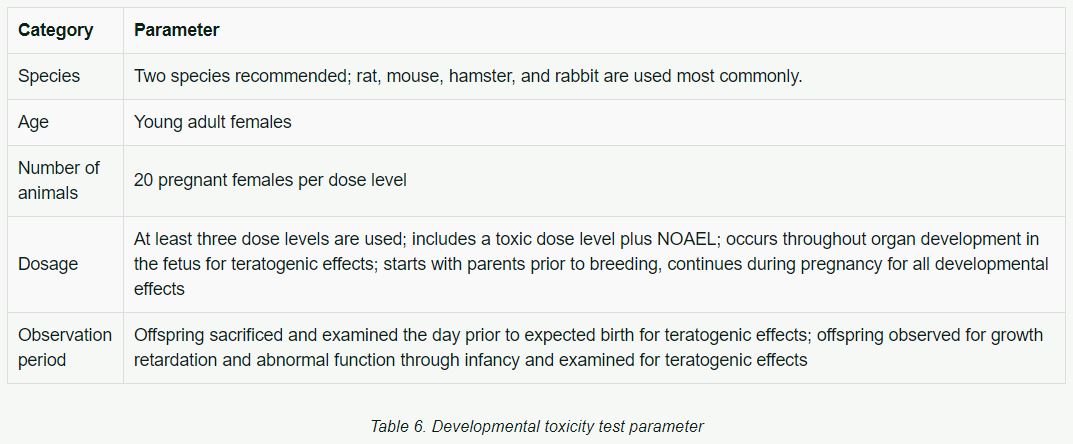 Category Parameter
Species Two species recommended; rat, mouse, hamster, and rabbit are used most commonly.
Age Young adult females
Number of
animals
20 pregnant females per dose level
Dosage
At least three dose levels are used; includes a toxic dose level plus NOAEL; occurs throughout organ development in
the fetus for teratogenic effects; starts with parents prior to breeding, continues during pregnancy for all developmental
effects
Observation
period
Offspring sacrificed and examined the day prior to expected birth for teratogenic effects; offspring observed for growth
retardation and abnormal function through infancy and examined for teratogenic effects
Table 6. Developmental toxicity test parameter